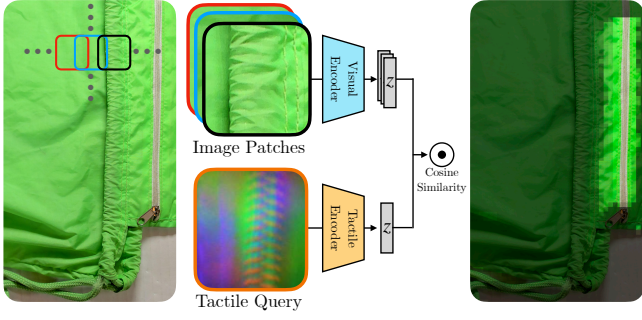 Visual
Encoder
z
Image Patches
Cosine
Similarity
Tactile
Encoder
z
Tactile Query